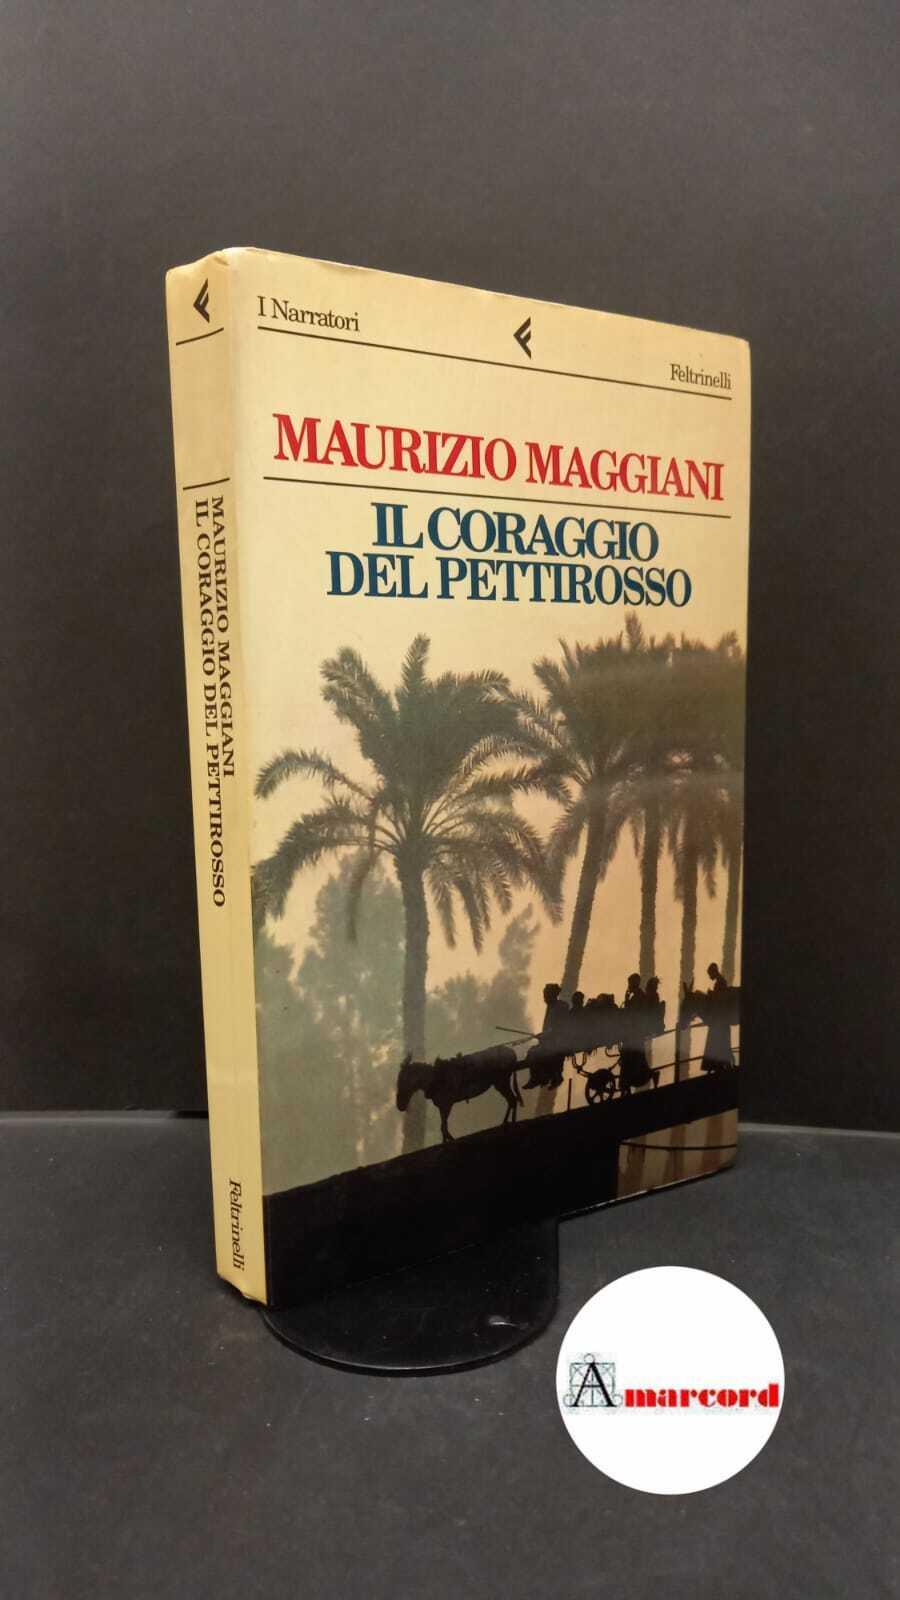 I Narratori
Feltrinelli
MAURIZIO MAGGIANI
IL CORAGGIO
DEL PETTIROSSO
MAURIZIO MAGGIANI
IL CORAGGIO DEL PETTIROSSO
Feltrinelli
Amarcord